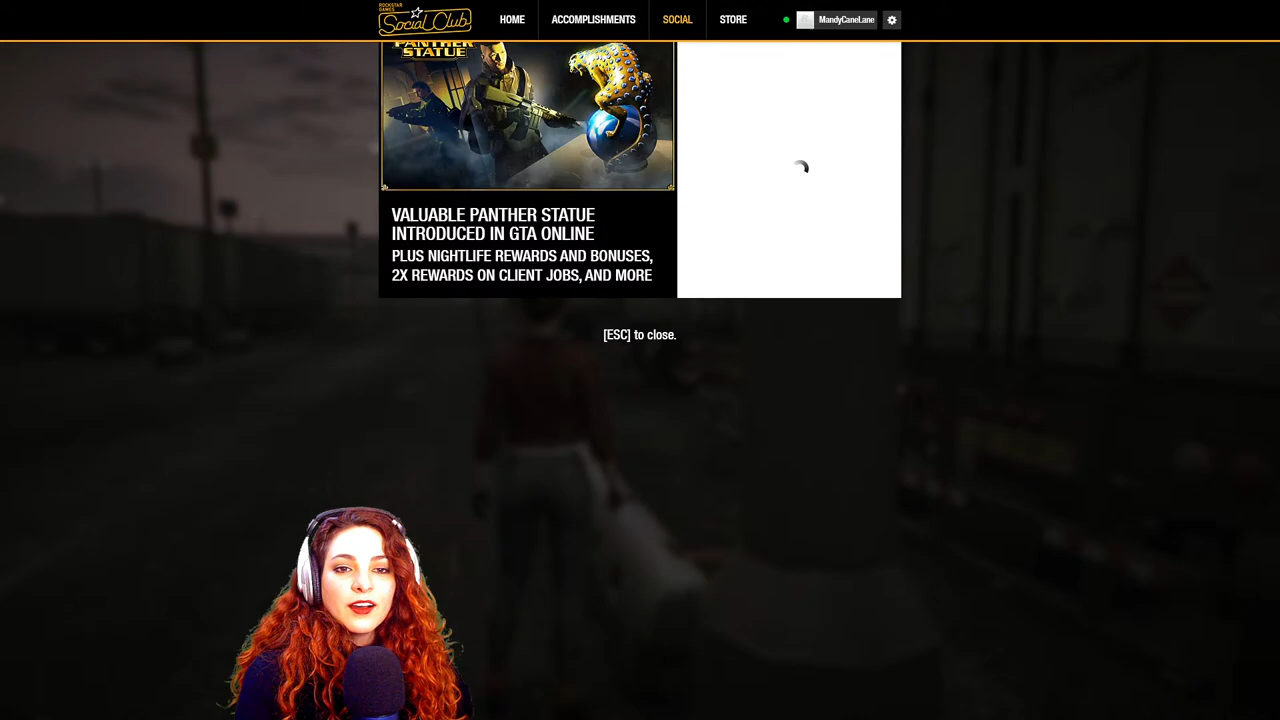 ROCKSTAR
GAMES
Social Club
HOME
ACCOMPLISHMENTS
SOCIAL
STORE
MandyCaneLane
PANTHER
STATUE
VALUABLE PANTHER STATUE
INTRODUCED IN GTA ONLINE
PLUS NIGHTLIFE REWARDS AND BONUSES,
2X REWARDS ON CLIENT JOBS, AND MORE
[ESC] to close.